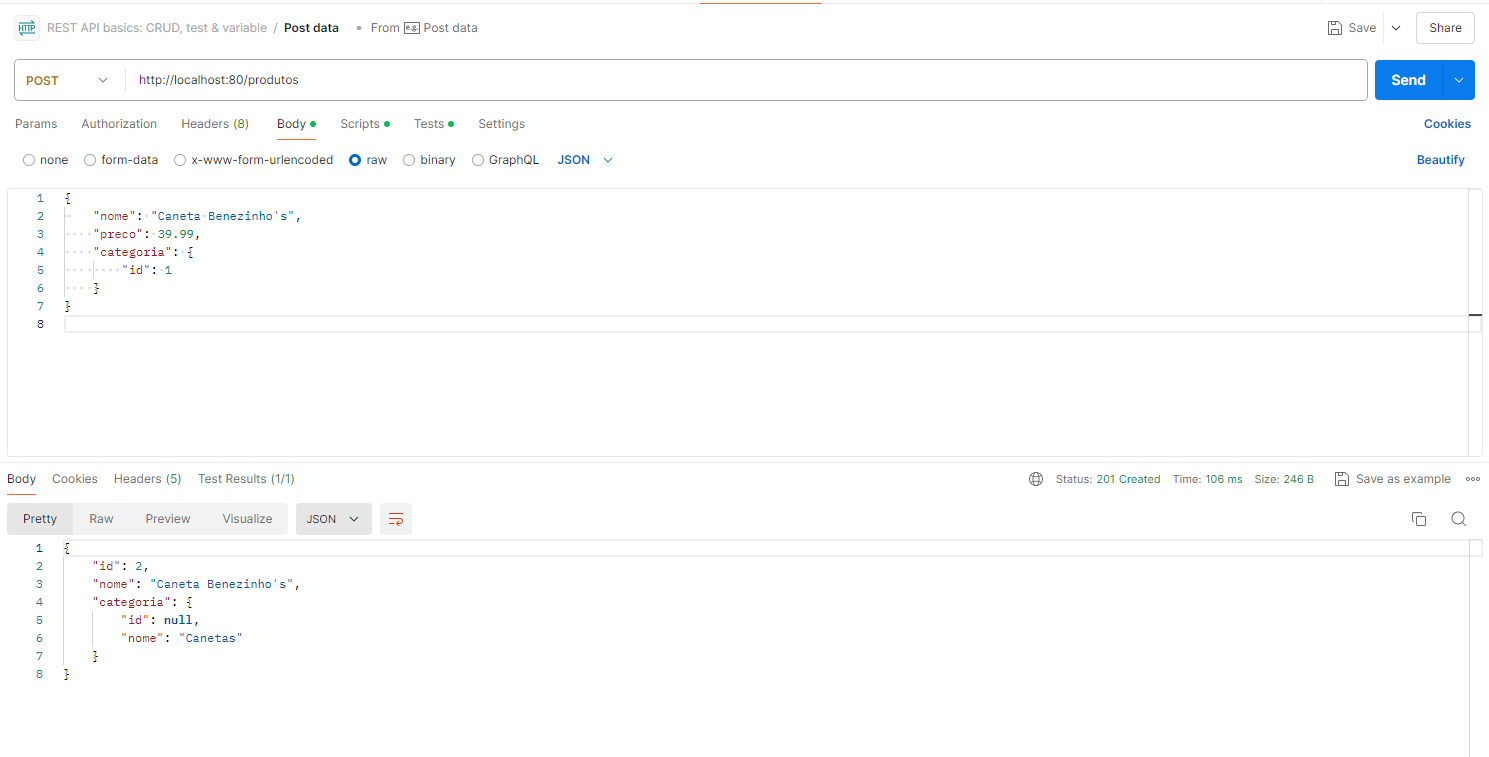 HTTP REST API basics: CRUD, test & variable / Post data • From e.g. Post data Save Share
POST http://localhost:80/produtos Send
Params Authorization Headers (8) Body Scripts Tests Settings Cookies
none form-data x-www-form-urlencoded raw binary GraphQL JSON Beautify
1 {
2 "nome": "Caneta Benezinho's",
3 "preco": 39.99,
4 "categoria": {
5 "id": 1
6 }
7 }
8
Body Cookies Headers (5) Test Results (1/1) Status: 201 Created Time: 106 ms Size: 246 B Save as example
Pretty Raw Preview Visualize JSON
1 {
2 "id": 2,
3 "nome": "Caneta Benezinho's",
4 "categoria": {
5 "id": null,
6 "nome": "Canetas"
7 }
8 }